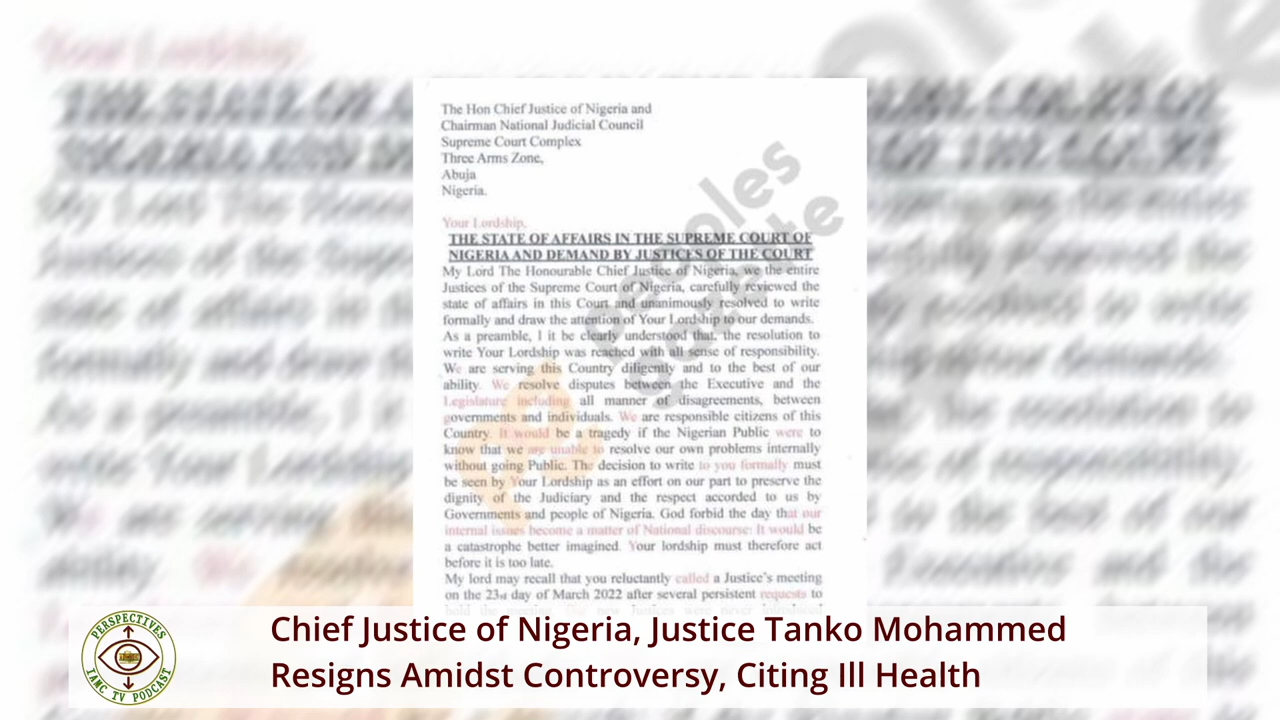 The Hon Chief Justice of Nigeria and
Chairman National Judicial Council
Supreme Court Complex
Three Arms Zone,
Abuja
Nigeria.
Your Lordship,
THE STATE OF AFFAIRS IN THE SUPREME COURT OF
NIGERIA AND DEMAND BY JUSTICES OF THE COURT
My Lord The Honourable Chief Justice of Nigeria, we the entire
Justices of the Supreme Court of Nigeria, carefully reviewed the
state of affairs in this Court and unanimously resolved to write
formally and draw the attention of Your Lordship to our demands.
As a preamble, l it be clearly understood that, the resolution to
write Your Lordship was reached with all sense of responsibility.
We are serving this Country diligently and to the best of our
ability. We resolve disputes between the Executive and the
Legislature including all manner of disagreements, between
governments and individuals. We are responsible citizens of this
Country. It would be a tragedy if the Nigerian Public were to
know that we are unable to resolve our own problems internally
without going Public. The decision to write to you formally must
be seen by Your Lordship as an effort on our part to preserve the
dignity of the Judiciary and the respect accorded to us by
Governments and people of Nigeria. God forbid the day that our
internal issues become a matter of National discourse: It would be
a catastrophe better imagined. Your lordship must therefore act
before it is too late.
My lord may recall that you reluctantly called a Justice's meeting
on the 23rd day of March 2022 after several persistent requests to
hold the meeting. new Justices were never introduced
peoples
gazette
PERSPECTIVES
IANC TV PODCAST
Chief Justice of Nigeria, Justice Tanko Mohammed
Resigns Amidst Controversy, Citing Ill Health